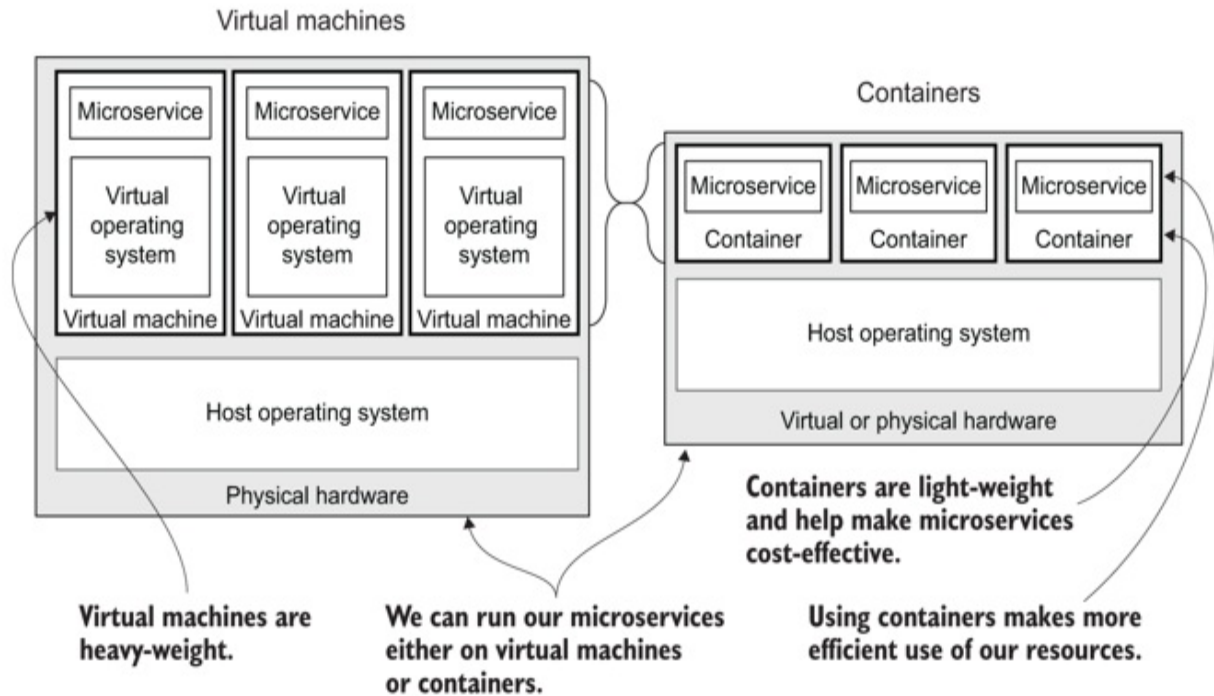 Virtual machines
Microservice
Microservice
Microservice
Virtual
operating
system
Virtual
operating
system
Virtual
operating
system
Virtual machine
Virtual machine
Virtual machine
Host operating system
Physical hardware
Containers
Microservice
Microservice
Microservice
Container
Container
Container
Host operating system
Virtual or physical hardware
Containers are light-weight
and help make microservices
cost-effective.
Virtual machines are
heavy-weight.
We can run our microservices
either on virtual machines
or containers.
Using containers makes more
efficient use of our resources.